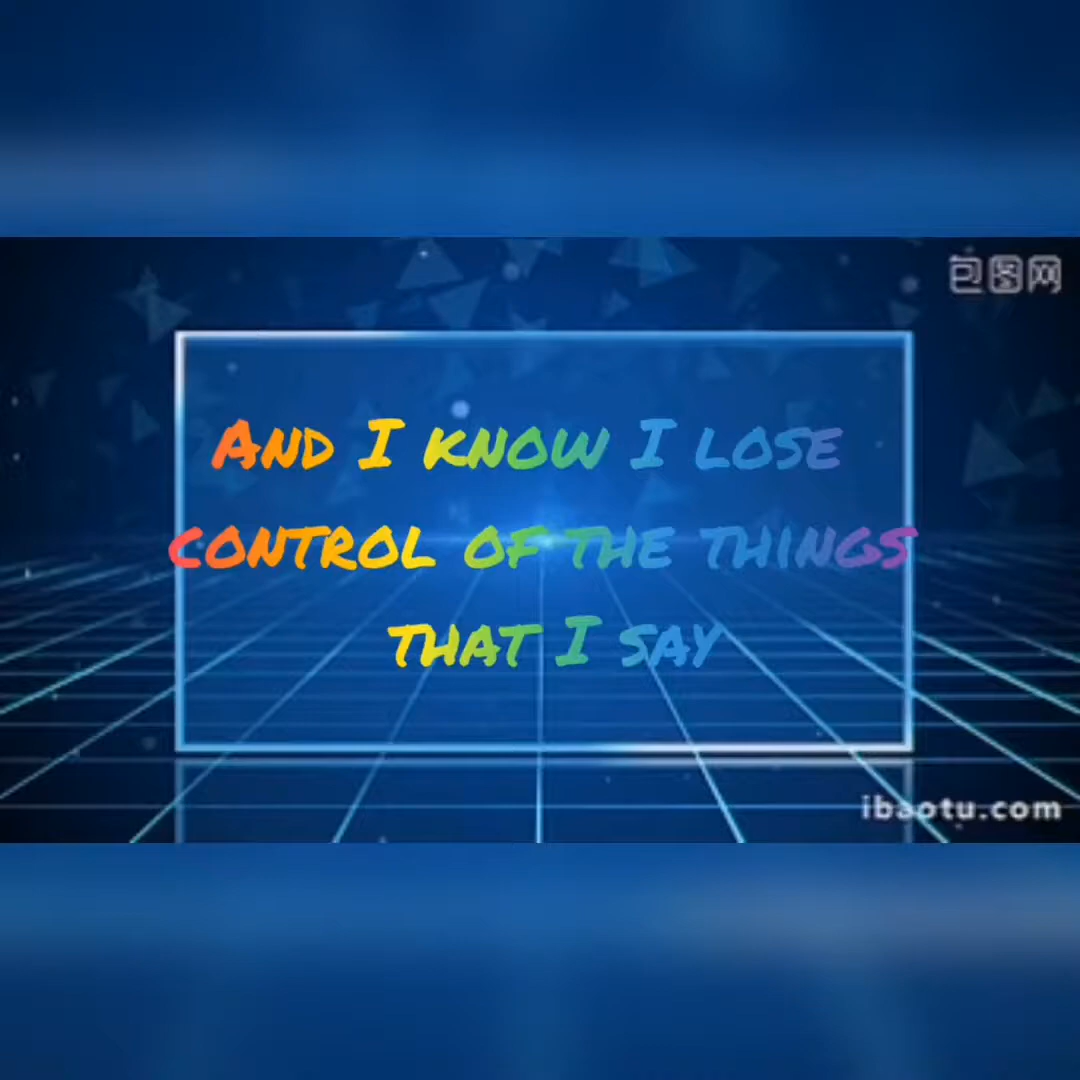 包图网
And I know I lose
control of the things
that I say
ibaotu.com